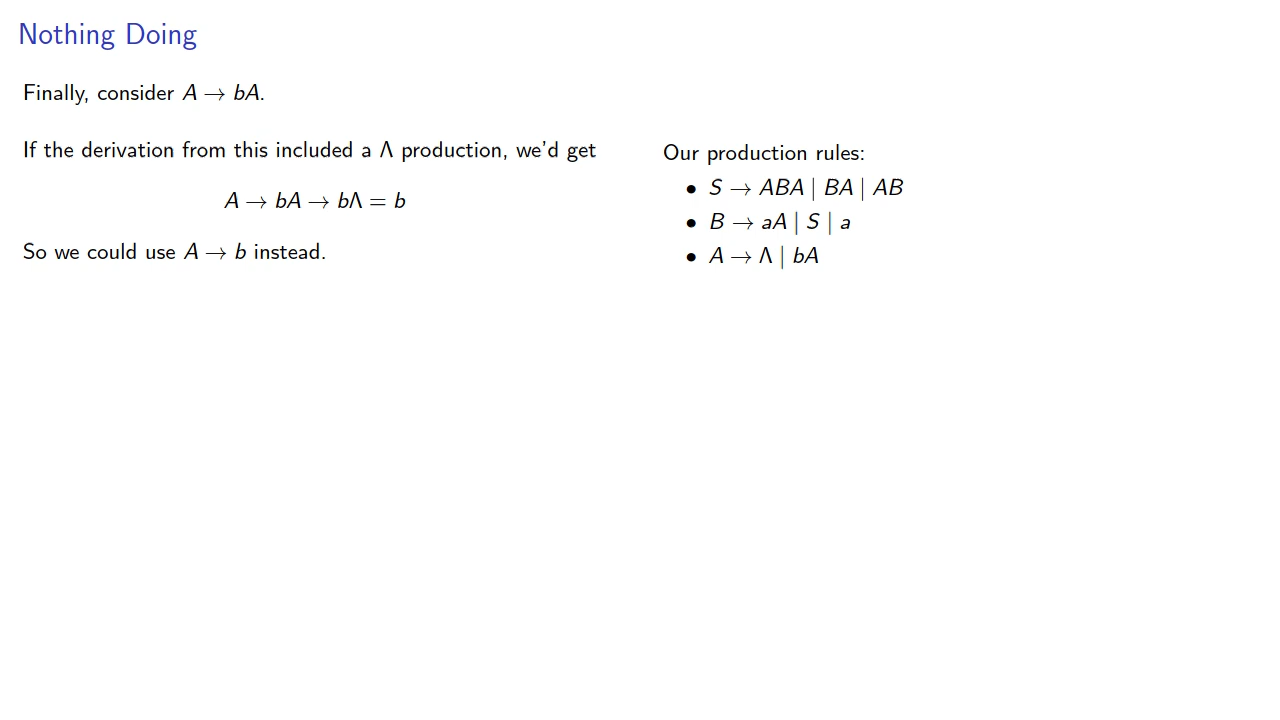 Nothing Doing
Finally, consider A → bA.
If the derivation from this included a Λ production, we'd get
A → bA → bΛ = b
So we could use A → b instead.
Our production rules:
• S → ABA | BA | AB
• B → aA | S | a
• A → Λ | bA